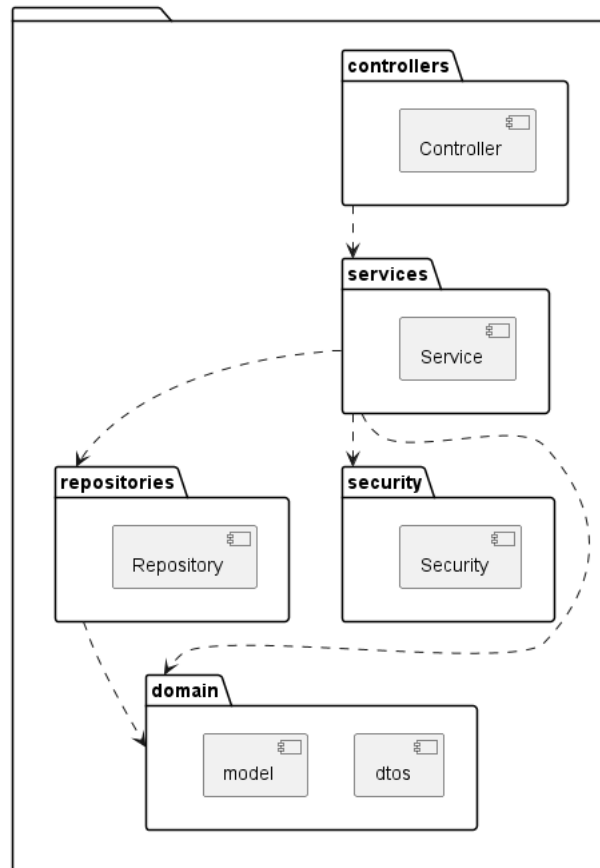 controllers
Controller
services
Service
repositories
Repository
security
Security
domain
model
dtos